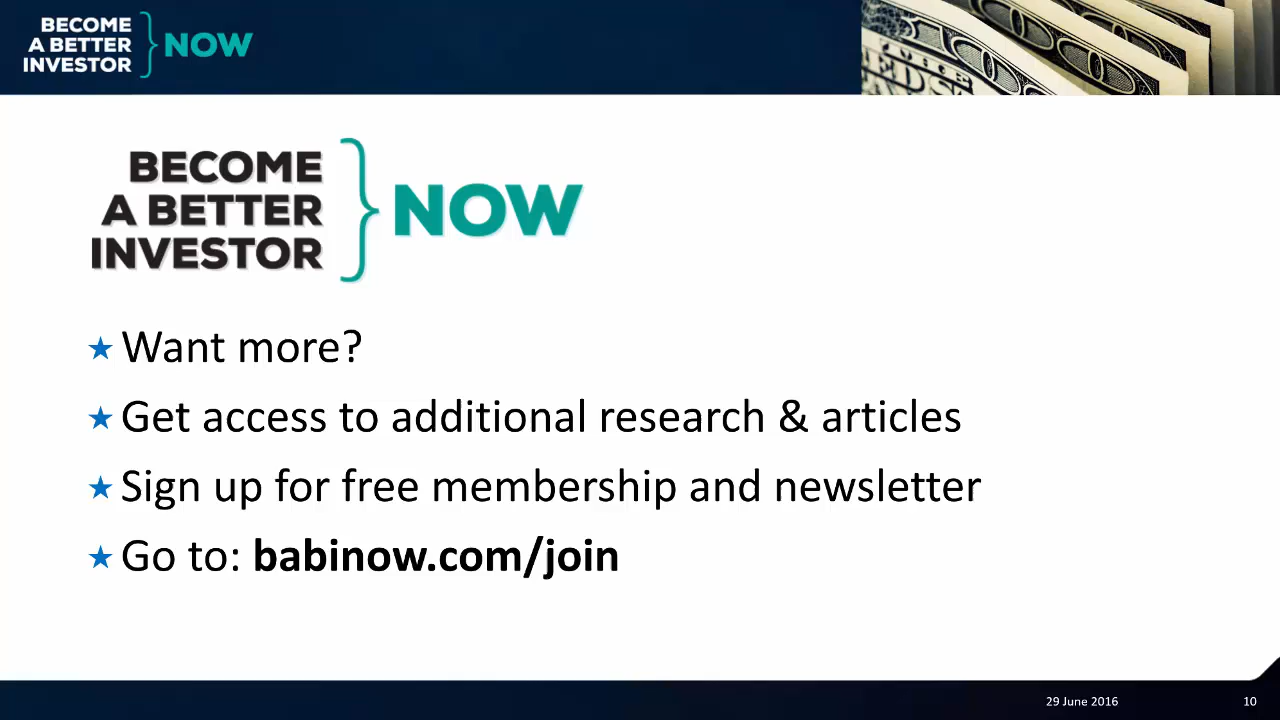 BECOME
A BETTER
INVESTOR
NOW
BECOME
A BETTER
INVESTOR
NOW
Want more?
Get access to additional research & articles
Sign up for free membership and newsletter
Go to: babinow.com/join
29 June 2016
10